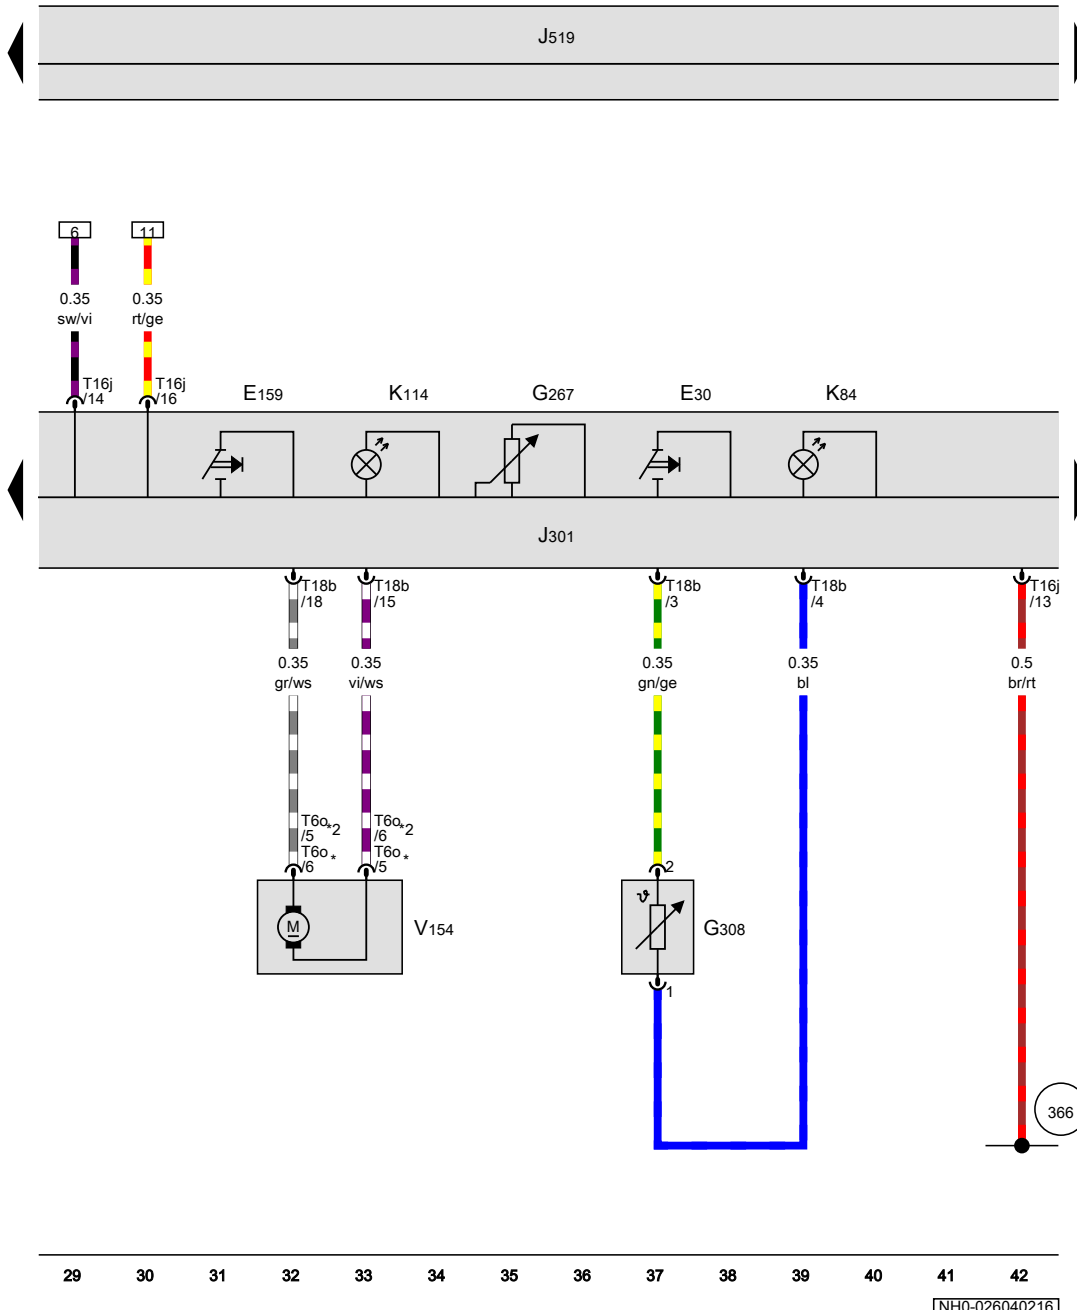 J519
6 11
0.35 0.35
sw/vi rt/ge
T16j T16j
/14 /16
E159 K114 G267 E30 K84
J301
T18b T18b T18b T18b T16j
/18 /15 /3 /4 /13
0.35 0.35 0.35 0.35 0.5
gr/ws vi/ws gn/ge bl br/rt
T6o *2 T6o *2
/5 /6
T6o * T6o *
/6 /5
2
ϑ
M
V154 G308
1
366
29 30 31 32 33 34 35 36 37 38 39 40 41 42
NH0-026040216